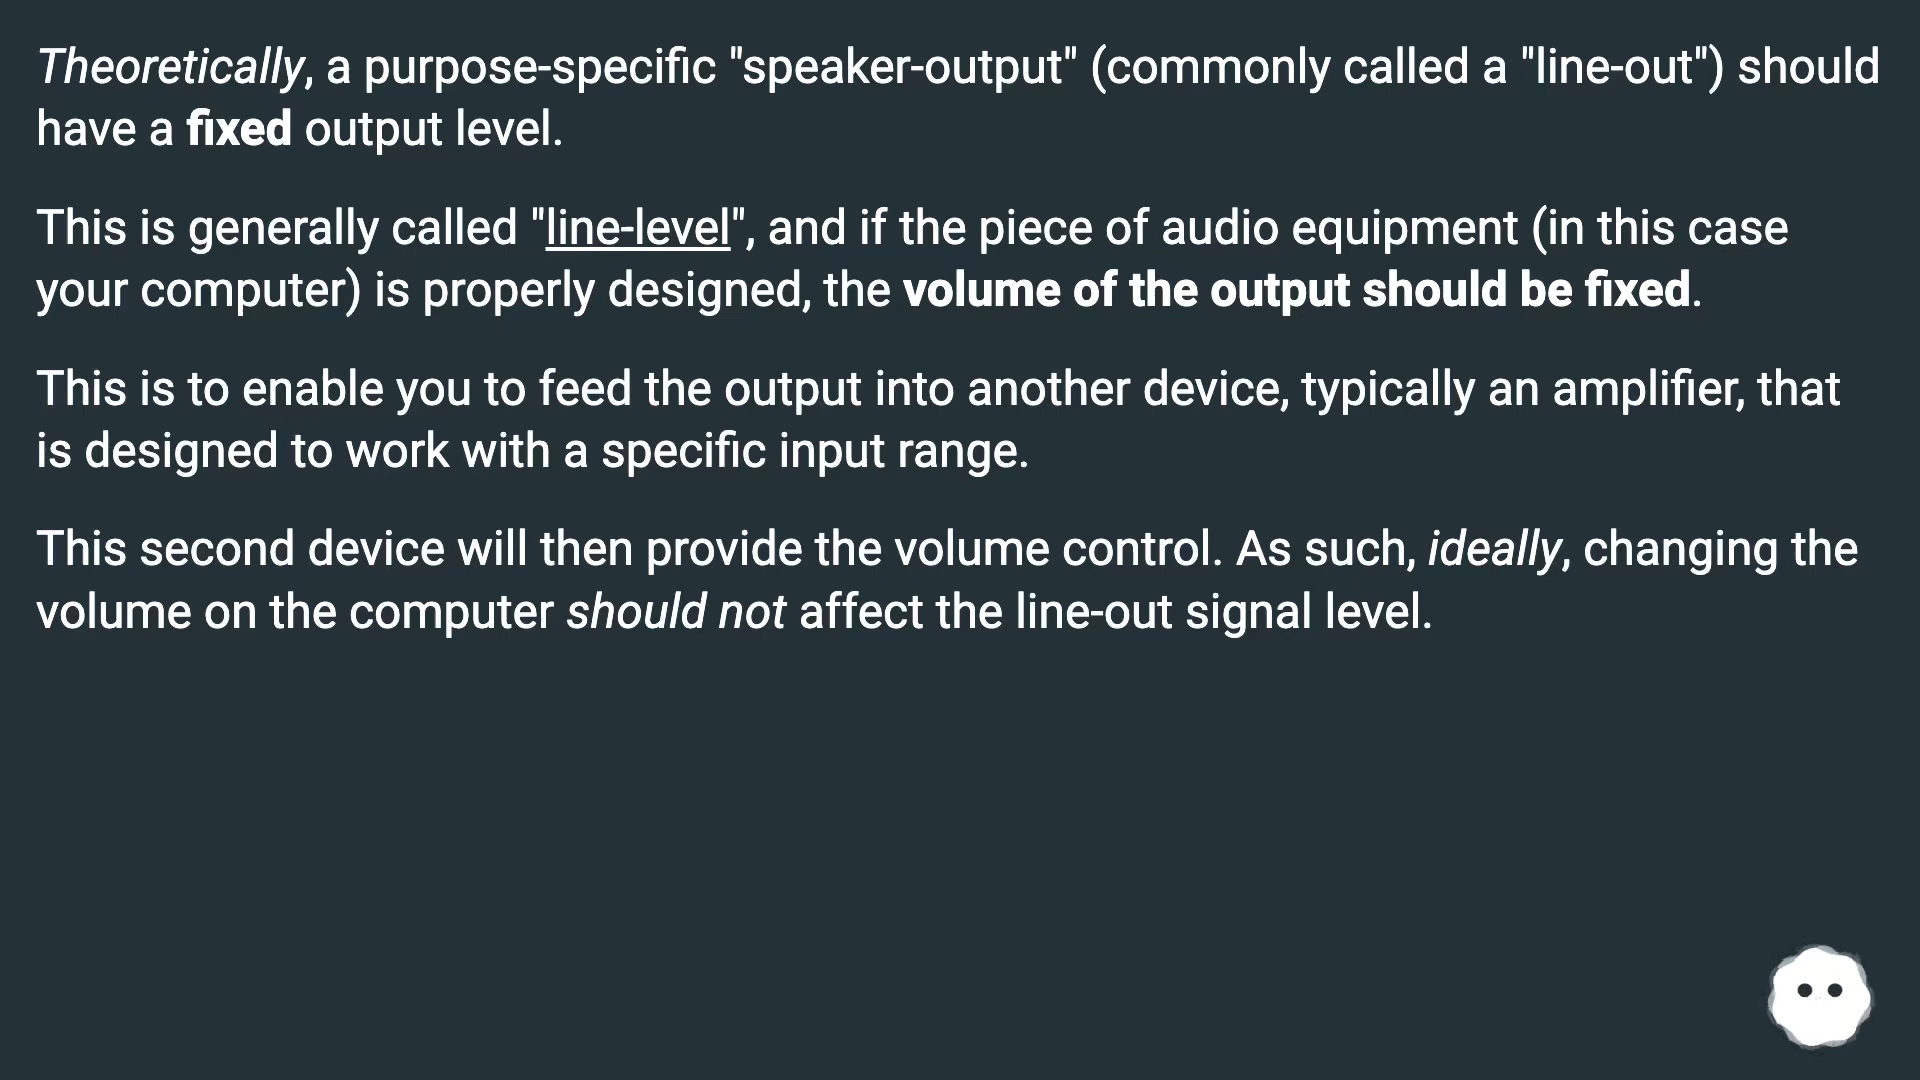 Theoretically, a purpose-specific "speaker-output" (commonly called a "line-out") should
have a fixed output level.
This is generally called "line-level", and if the piece of audio equipment (in this case
your computer) is properly designed, the volume of the output should be fixed.
This is to enable you to feed the output into another device, typically an amplifier, that
is designed to work with a specific input range.
This second device will then provide the volume control. As such, ideally, changing the
volume on the computer should not affect the line-out signal level.